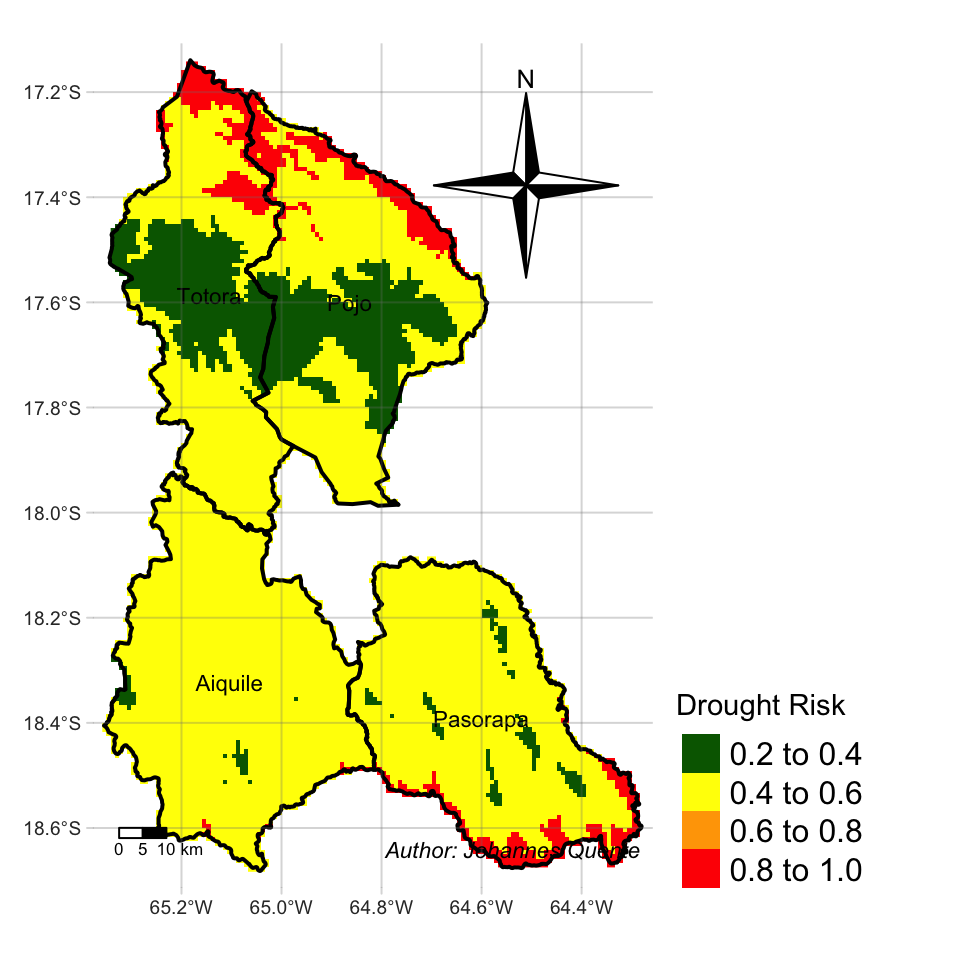 N
17.2°S
17.4°S
17.6°S
17.8°S
18.0°S
18.2°S
18.4°S
18.6°S
Totora
Pojo
Aiquile
Pasorapa
Drought Risk
0.2 to 0.4
0.4 to 0.6
0.6 to 0.8
0.8 to 1.0
0 5 10 km
Author: Johannes Quente
65.2°W 65.0°W 64.8°W 64.6°W 64.4°W